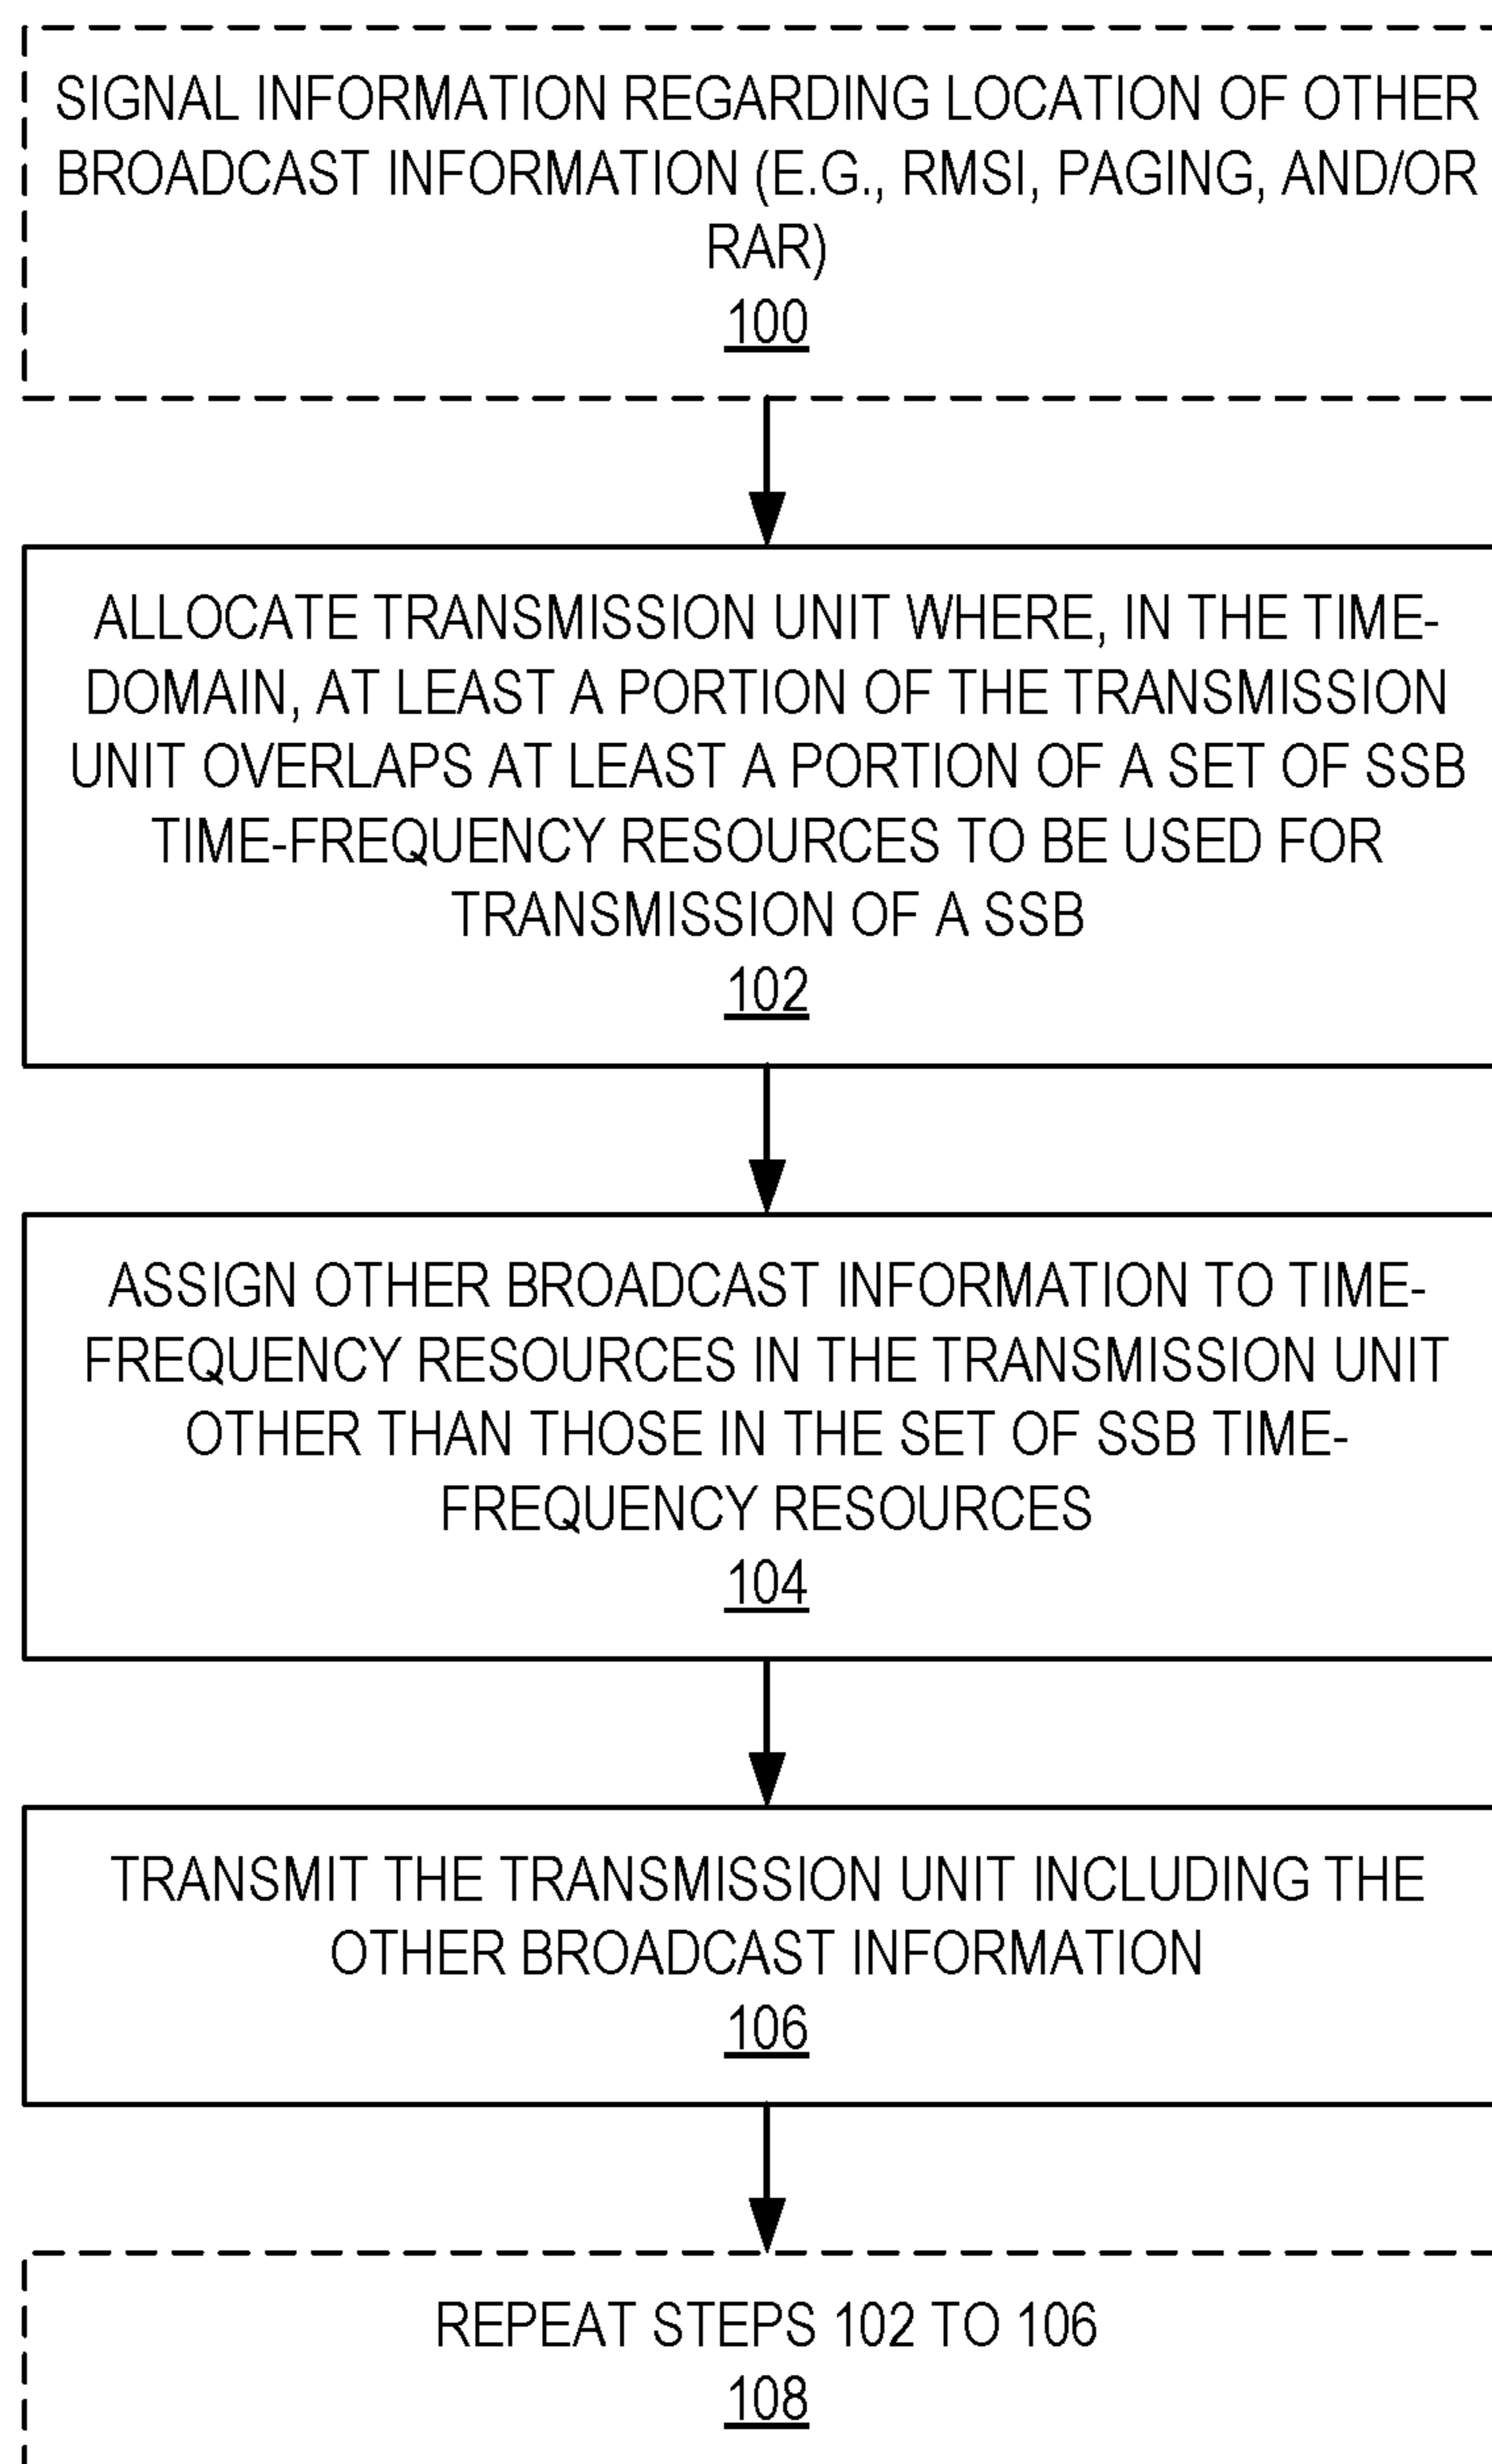 SIGNAL INFORMATION REGARDING LOCATION OF OTHER
BROADCAST INFORMATION (E.G., RMSI, PAGING, AND/OR
RAR)
100
ALLOCATE TRANSMISSION UNIT WHERE, IN THE TIME-
DOMAIN, AT LEAST A PORTION OF THE TRANSMISSION
UNIT OVERLAPS AT LEAST A PORTION OF A SET OF SSB
TIME-FREQUENCY RESOURCES TO BE USED FOR
TRANSMISSION OF A SSB
102
ASSIGN OTHER BROADCAST INFORMATION TO TIME-
FREQUENCY RESOURCES IN THE TRANSMISSION UNIT
OTHER THAN THOSE IN THE SET OF SSB TIME-
FREQUENCY RESOURCES
104
TRANSMIT THE TRANSMISSION UNIT INCLUDING THE
OTHER BROADCAST INFORMATION
106
REPEAT STEPS 102 TO 106
108